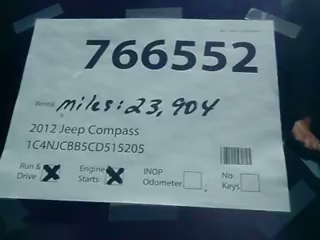 766552
Rental miles: 23,904
2012 Jeep Compass
1C4NJCBB5CD515205
Run & Drive X Engine Starts X INOP Odometer No Keys